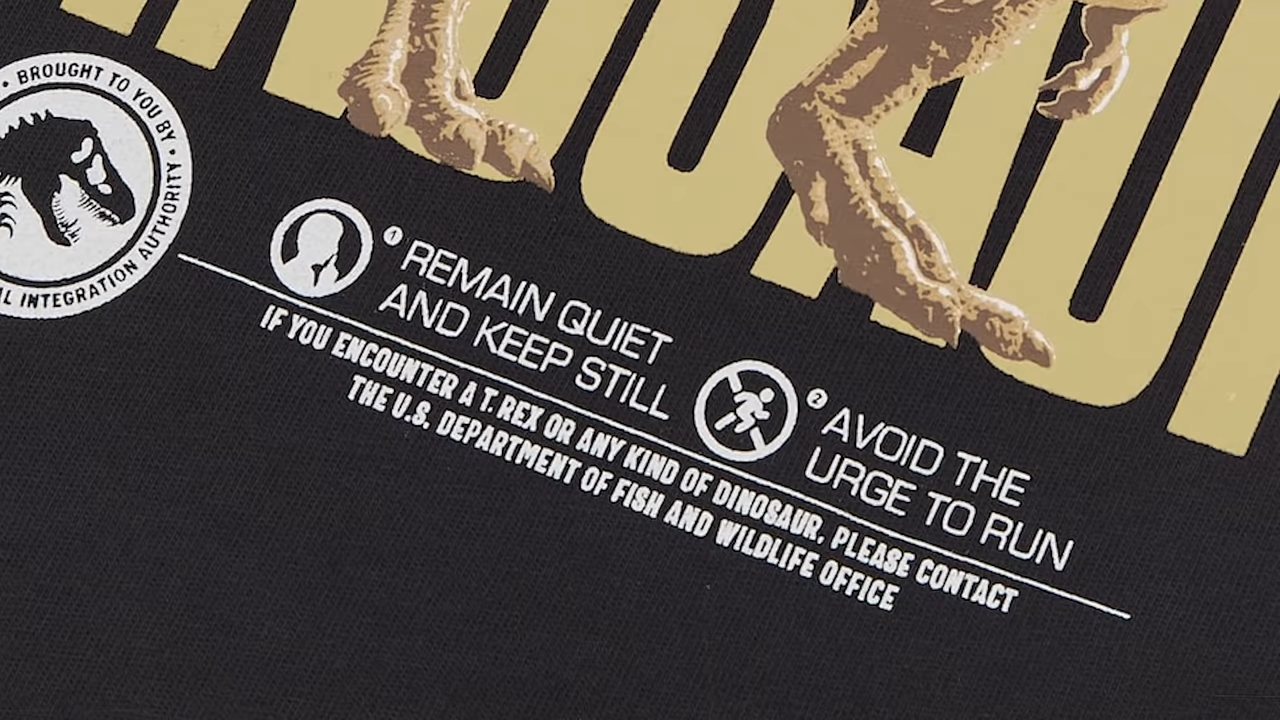 • BROUGHT TO YOU BY •
INTEGRATION AUTHORITY
1 REMAIN QUIET
AND KEEP STILL
2 AVOID THE
URGE TO RUN
IF YOU ENCOUNTER A T. REX OR ANY KIND OF DINOSAUR, PLEASE CONTACT
THE U.S. DEPARTMENT OF FISH AND WILDLIFE OFFICE